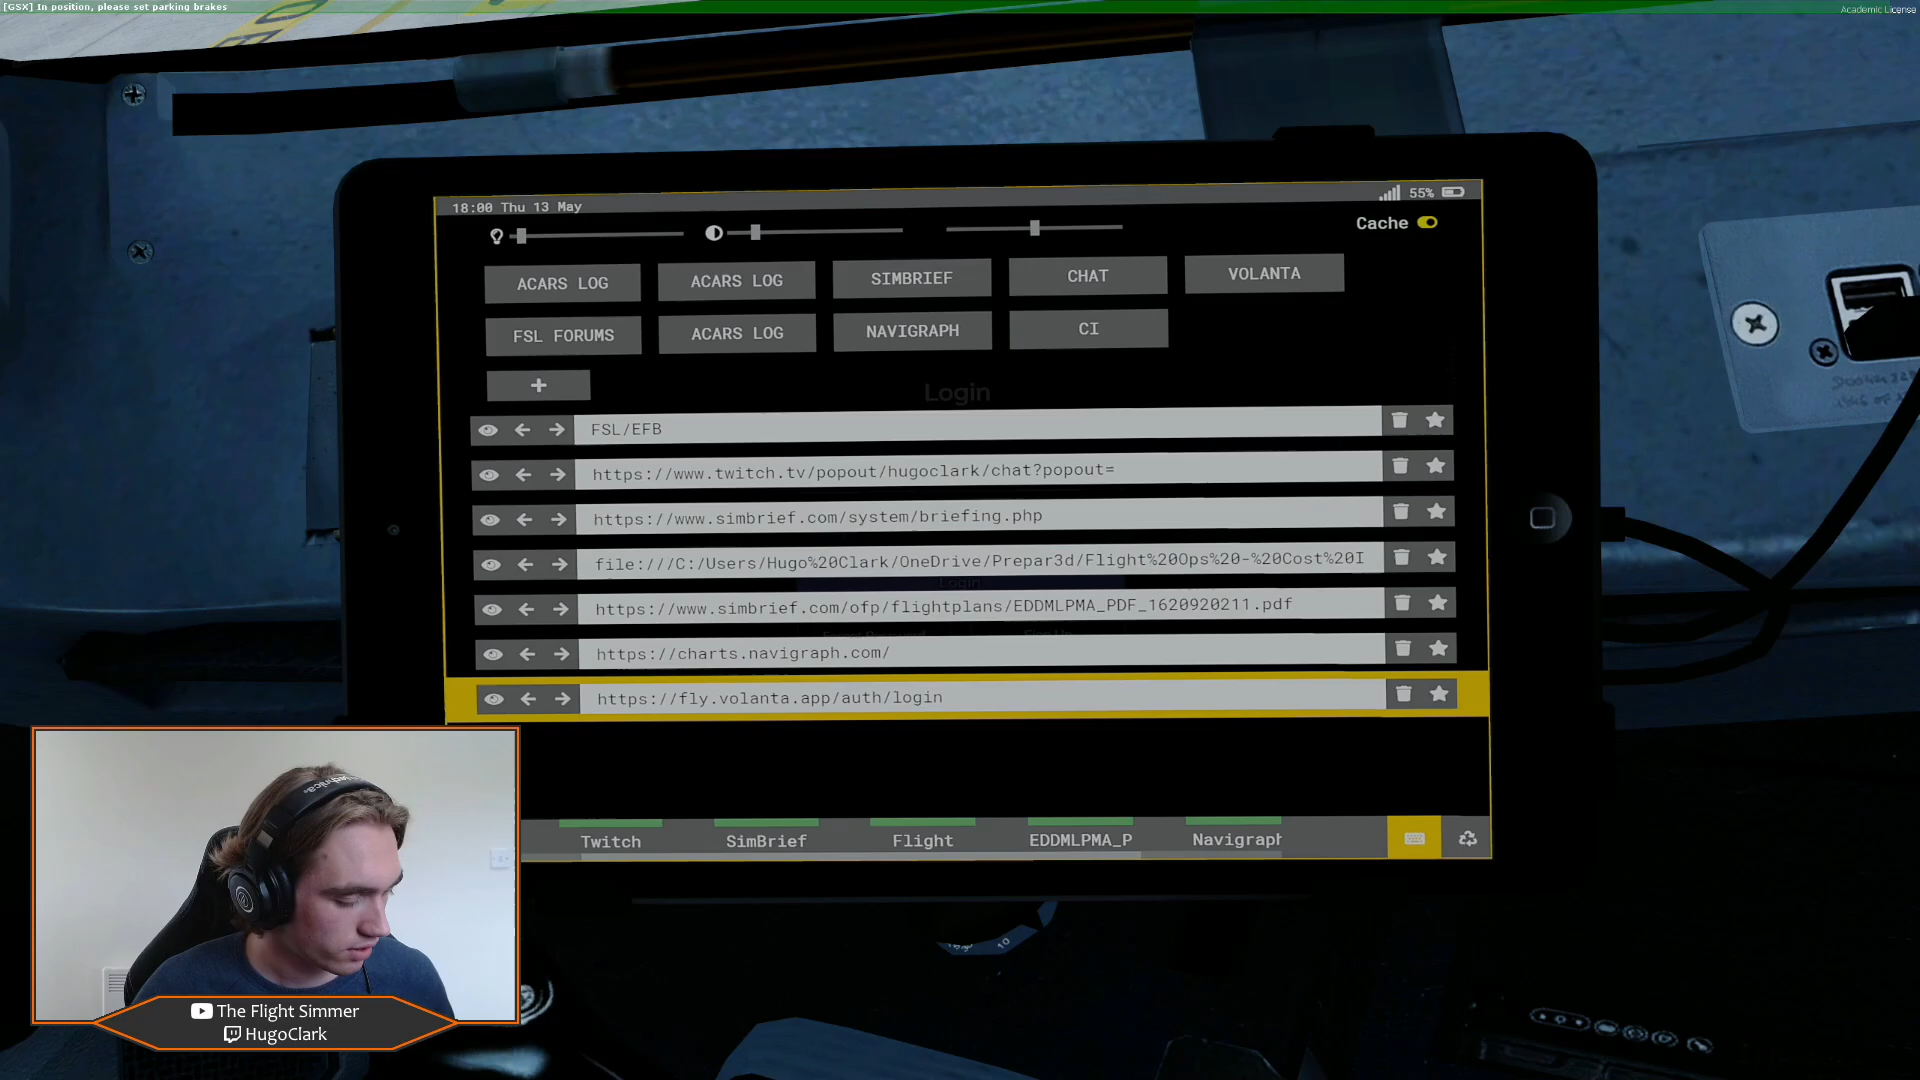 [GSX] In position, please set parking brakes
Academic License
18:00 Thu 13 May
55%
Cache
ACARS LOG
ACARS LOG
SIMBRIEF
CHAT
VOLANTA
FSL FORUMS
ACARS LOG
NAVIGRAPH
CI
+
Login
FSL/EFB
https://www.twitch.tv/popout/hugoclark/chat?popout=
https://www.simbrief.com/system/briefing.php
file:///C:/Users/Hugo%20Clark/OneDrive/Prepar3d/Flight%20Ops%20-%20Cost%20I
Login
https://www.simbrief.com/ofp/flightplans/EDDMLPMA_PDF_1620920211.pdf
https://charts.navigraph.com/
https://fly.volanta.app/auth/login
Twitch
SimBrief
Flight
EDDMLPMA_P
Navigraph
10
The Flight Simmer
HugoClark